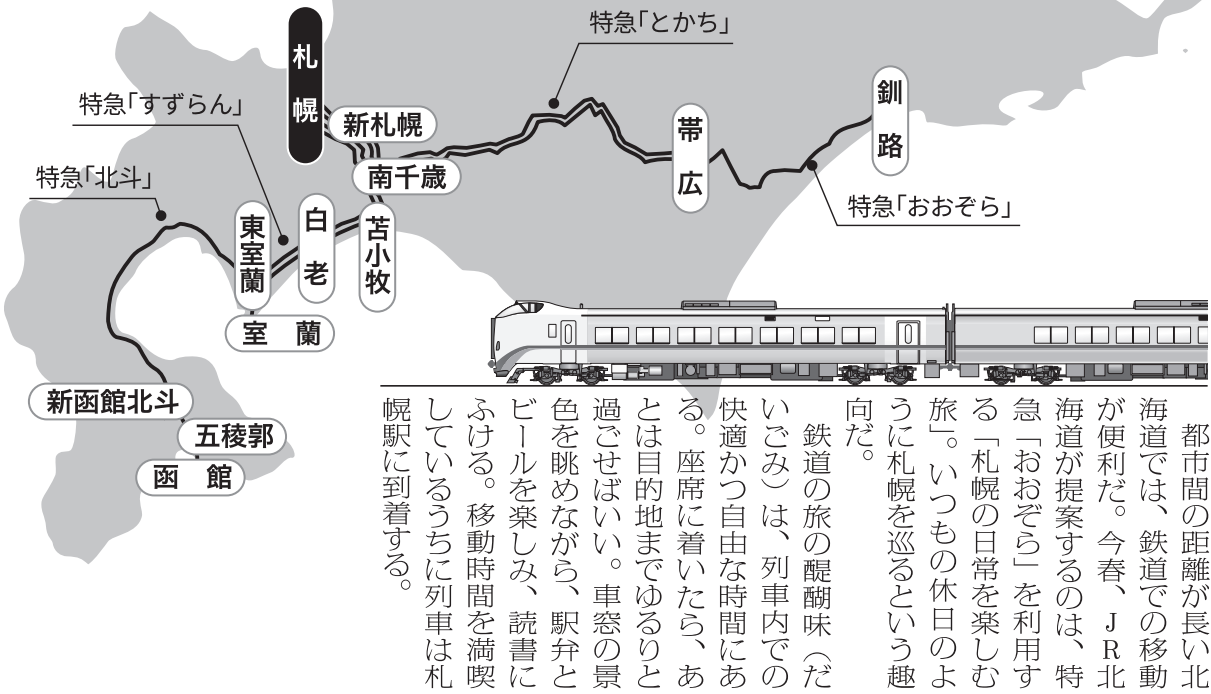 特急「とかち」
札幌
特急「すずらん」
新札幌
釧路
帯広
南千歳
特急「北斗」
特急「おおぞら」
東室蘭
白老
苫小牧
室蘭
新函館北斗
五稜郭
函館
都市間の距離が長い北
海道では、鉄道での移動
が便利だ。今春、JR北
海道が提案するのは、特
急「おおぞら」を利用す
る「札幌の日常を楽しむ
旅」。いつもの休日のよ
うに札幌を巡るという趣
向だ。
鉄道の旅の醍醐味（だ
いごみ）は、列車内での
快適かつ自由な時間にあ
る。座席に着いたら、あ
とは目的地までゆるりと
過ごせばいい。車窓の景
色を眺めながら、駅弁と
ビールを楽しみ、読書に
ふける。移動時間を満喫
しているうちに列車は札
幌駅に到着する。